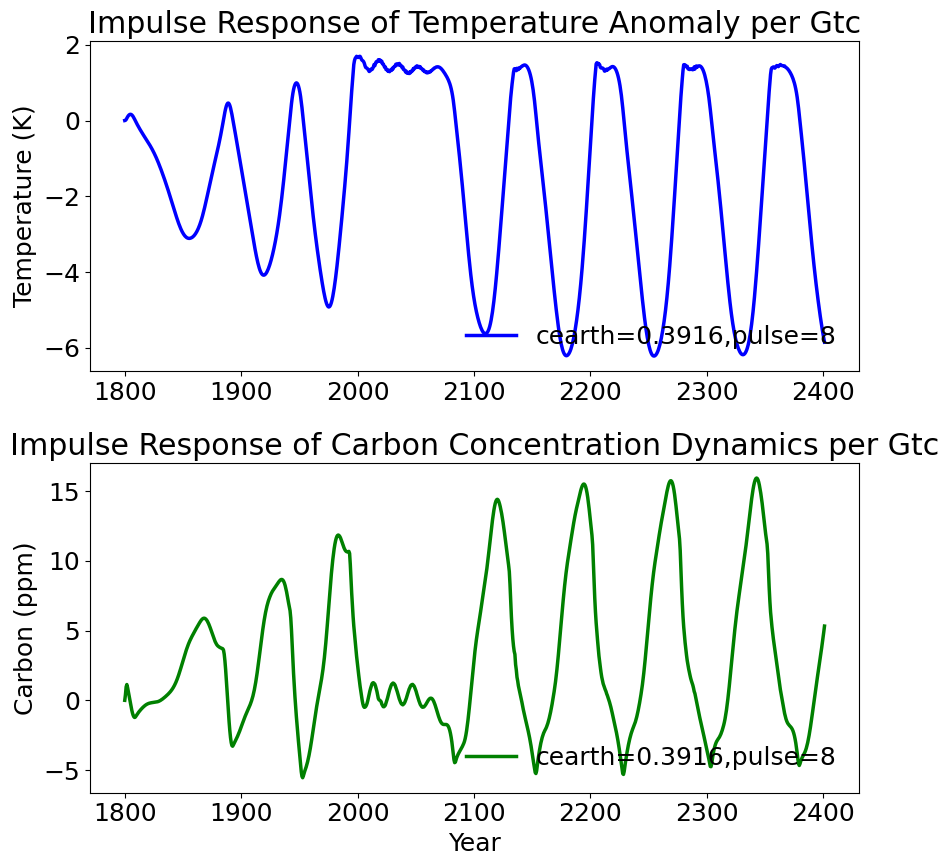 Impulse Response of Temperature Anomaly per Gtc
Temperature (K)
2
0
−2
−4
−6
cearth=0.3916,pulse=8
1800 1900 2000 2100 2200 2300 2400
Impulse Response of Carbon Concentration Dynamics per Gtc
Carbon (ppm)
15
10
5
0
−5
cearth=0.3916,pulse=8
1800 1900 2000 2100 2200 2300 2400
Year